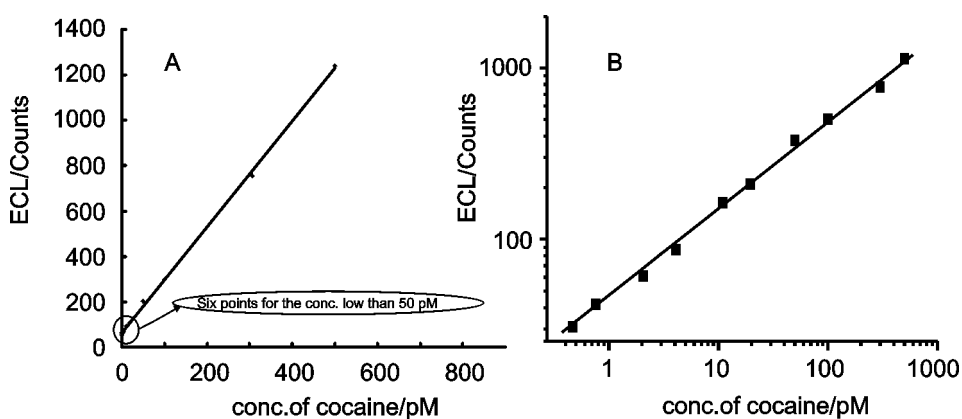 A
ECL/Counts
1400
1200
1000
800
600
400
200
0
Six points for the conc. low than 50 pM
0 200 400 600 800
conc.of cocaine/pM
B
ECL/Counts
1000
100
1 10 100 1000
conc.of cocaine/pM